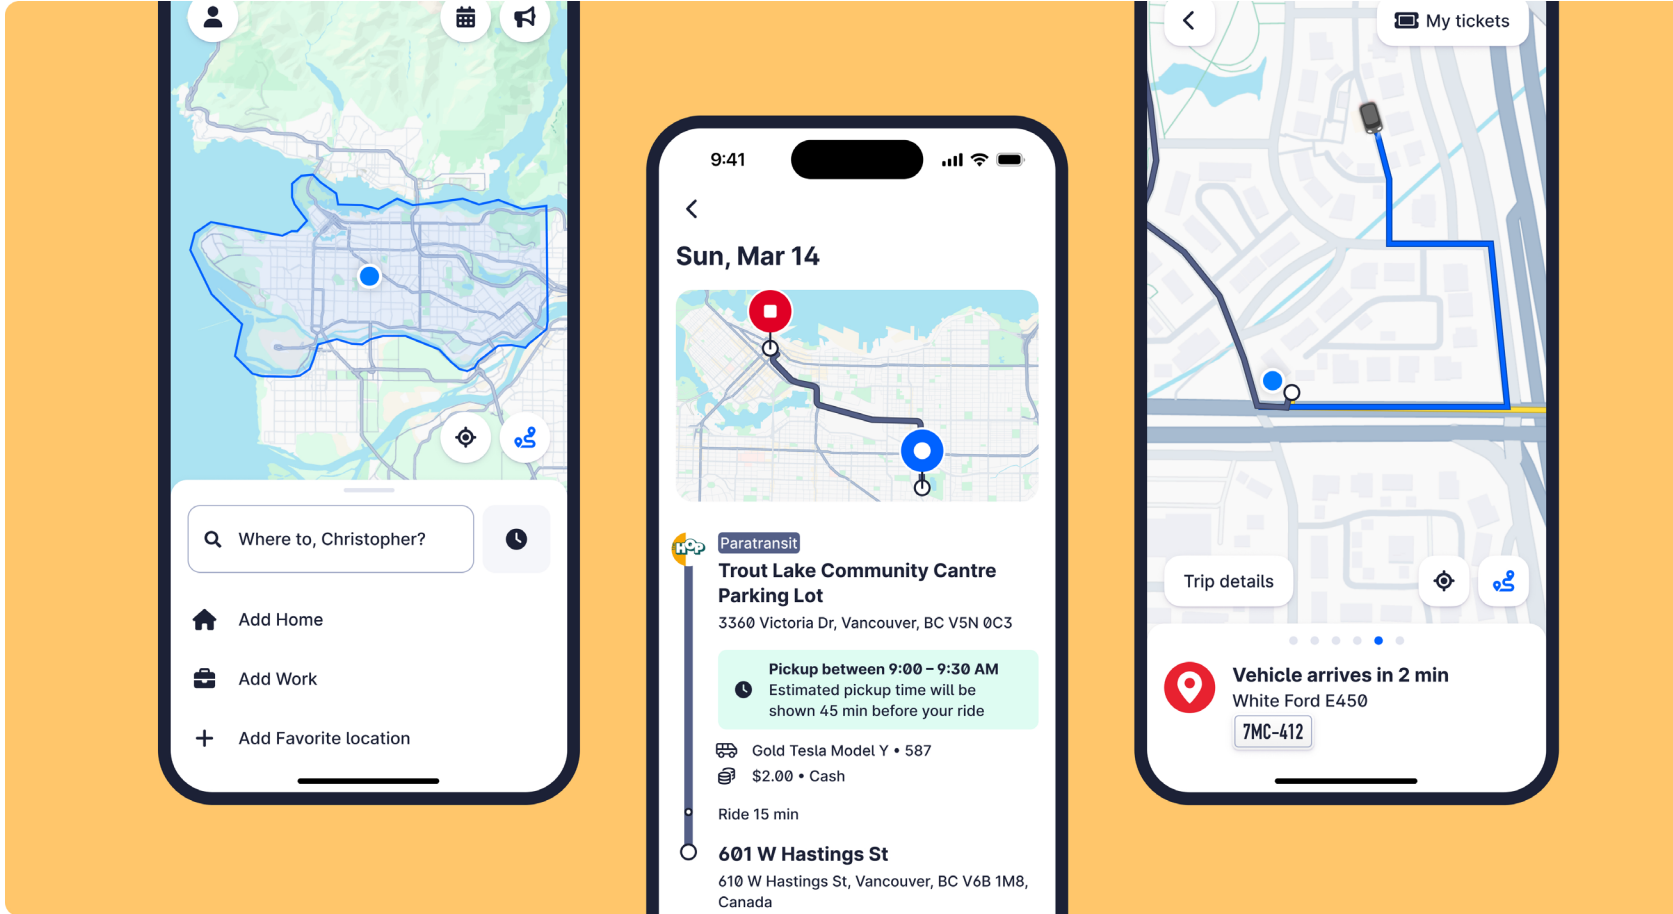 Where to, Christopher?
Add Home
Add Work
Add Favorite location
9:41
Sun, Mar 14
HOP
Paratransit
Trout Lake Community Cantre
Parking Lot
3360 Victoria Dr, Vancouver, BC V5N 0C3
Pickup between 9:00 – 9:30 AM
Estimated pickup time will be
shown 45 min before your ride
Gold Tesla Model Y • 587
$2.00 • Cash
Ride 15 min
601 W Hastings St
610 W Hastings St, Vancouver, BC V6B 1M8,
Canada
My tickets
Trip details
Vehicle arrives in 2 min
White Ford E450
7MC-412